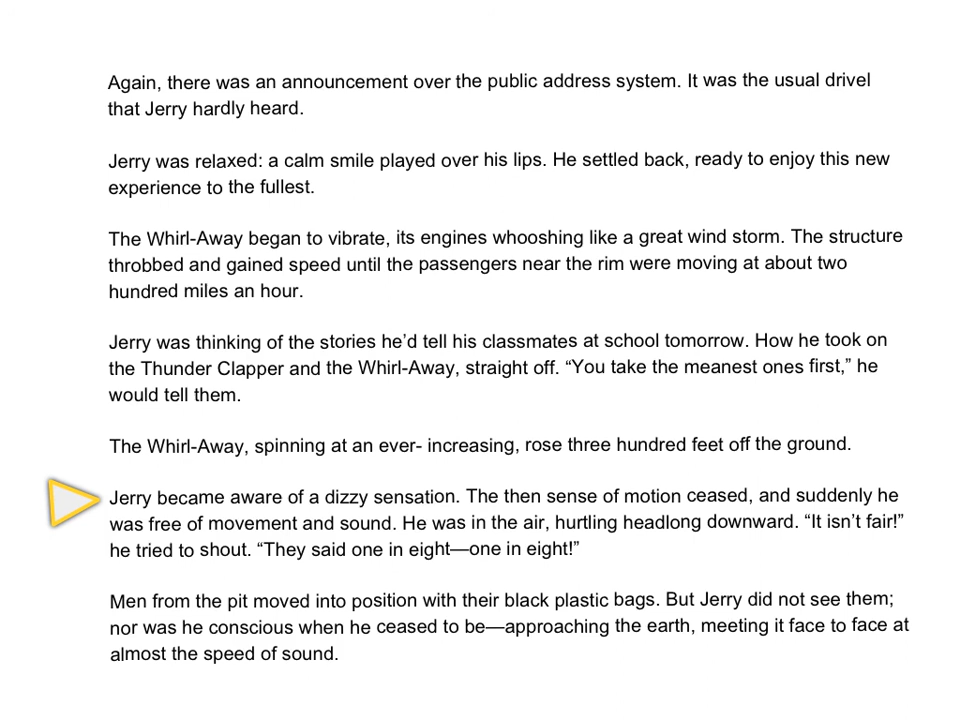 Again, there was an announcement over the public address system. It was the usual drivel
that Jerry hardly heard.
Jerry was relaxed: a calm smile played over his lips. He settled back, ready to enjoy this new
experience to the fullest.
The Whirl-Away began to vibrate, its engines whooshing like a great wind storm. The structure
throbbed and gained speed until the passengers near the rim were moving at about two
hundred miles an hour.
Jerry was thinking of the stories he’d tell his classmates at school tomorrow. How he took on
the Thunder Clapper and the Whirl-Away, straight off. “You take the meanest ones first,” he
would tell them.
The Whirl-Away, spinning at an ever- increasing, rose three hundred feet off the ground.
Jerry became aware of a dizzy sensation. The then sense of motion ceased, and suddenly he
was free of movement and sound. He was in the air, hurtling headlong downward. “It isn’t fair!”
he tried to shout. “They said one in eight—one in eight!”
Men from the pit moved into position with their black plastic bags. But Jerry did not see them;
nor was he conscious when he ceased to be—approaching the earth, meeting it face to face at
almost the speed of sound.